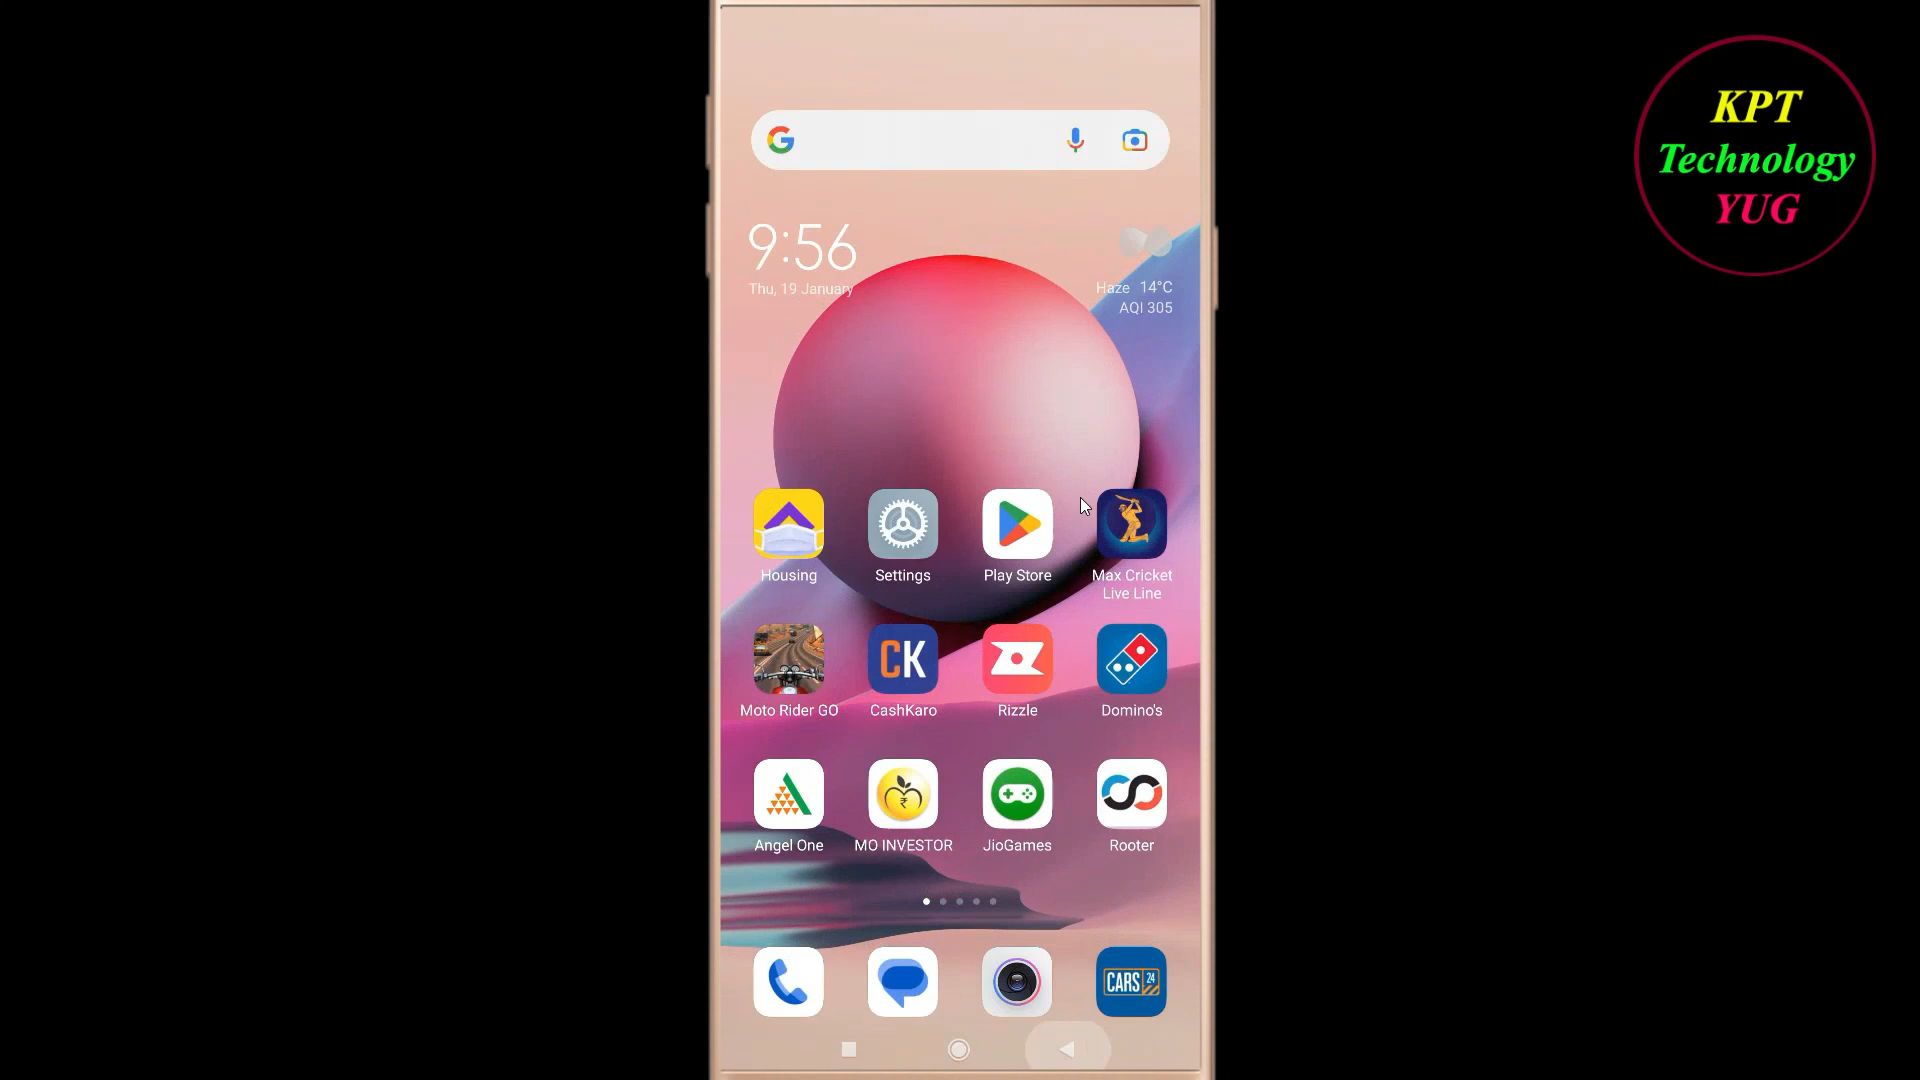 KPT
Technology
YUG
9:56
Thu, 19 January
Haze 14°C
AQI 305
Housing
Settings
Play Store
Max Cricket
Live Line
CK
Moto Rider GO
CashKaro
Rizzle
Domino's
Angel One
MO INVESTOR
JioGames
Rooter
CARS 24